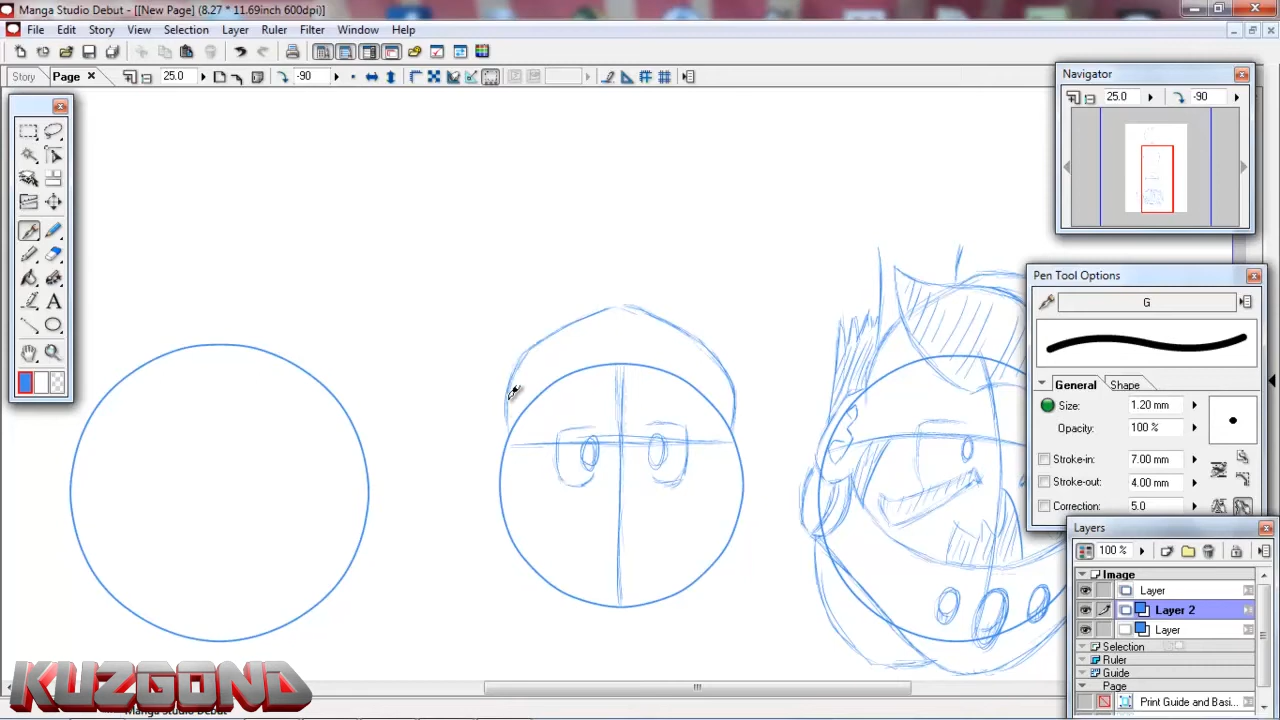 Manga Studio Debut - [[New Page] (8.27 * 11.69inch 600dpi)]
File Edit Story View Selection Layer Ruler Filter Window Help
Story Page 25.0 -90
Navigator
25.0 -90
Pen Tool Options
G
General Shape
Size: 1.20 mm
Opacity: 100 %
Stroke-in: 7.00 mm
Stroke-out: 4.00 mm
Correction: 5.0
Layers
100 %
Image
Layer
Layer 2
Layer
Selection
Ruler
Guide
Page
Print Guide and Basi...
KUZGOND